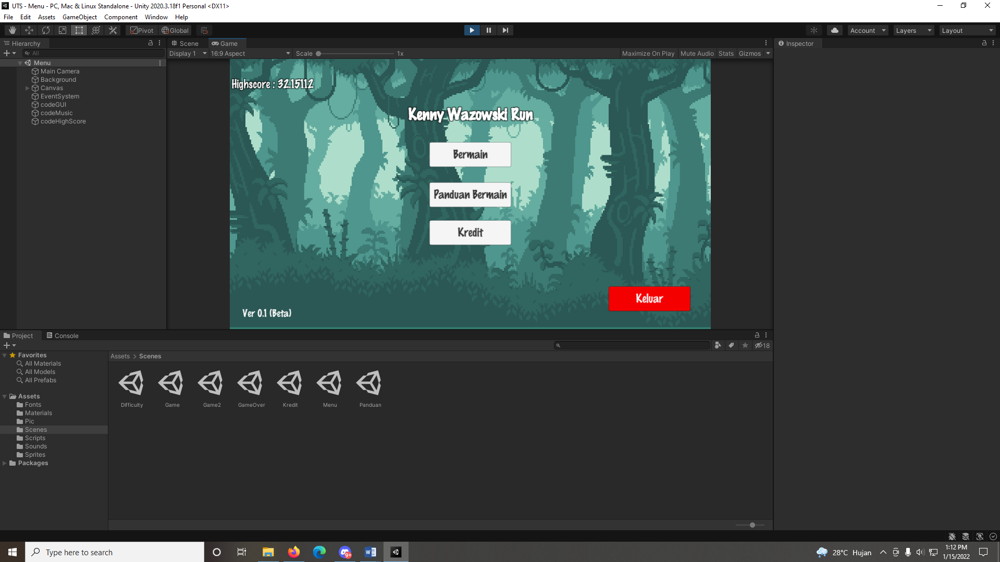 UTS - Menu - PC, Mac & Linux Standalone - Unity 2020.3.18f1 Personal <DX11>
File Edit Assets GameObject Component Window Help
Pivot Global Account Layers Layout
Hierarchy
All
Menu
Main Camera
Background
Canvas
EventSystem
codeGUI
codeMusic
codeHighScore
Scene Game
Display 1 16:9 Aspect Scale 1x Maximize On Play Mute Audio Stats Gizmos
Highscore : 32.15112
Kenny Wazowski Run
Bermain
Panduan Bermain
Kredit
Keluar
Ver 0.1 (Beta)
Inspector
Project Console
18
Favorites
All Materials
All Models
All Prefabs
Assets
Fonts
Materials
Pic
Scenes
Scripts
Sounds
Sprites
Packages
Assets > Scenes
Difficulty Game Game2 GameOver Kredit Menu Panduan
Type here to search
9+
28°C Hujan
1:12 PM
1/15/2022